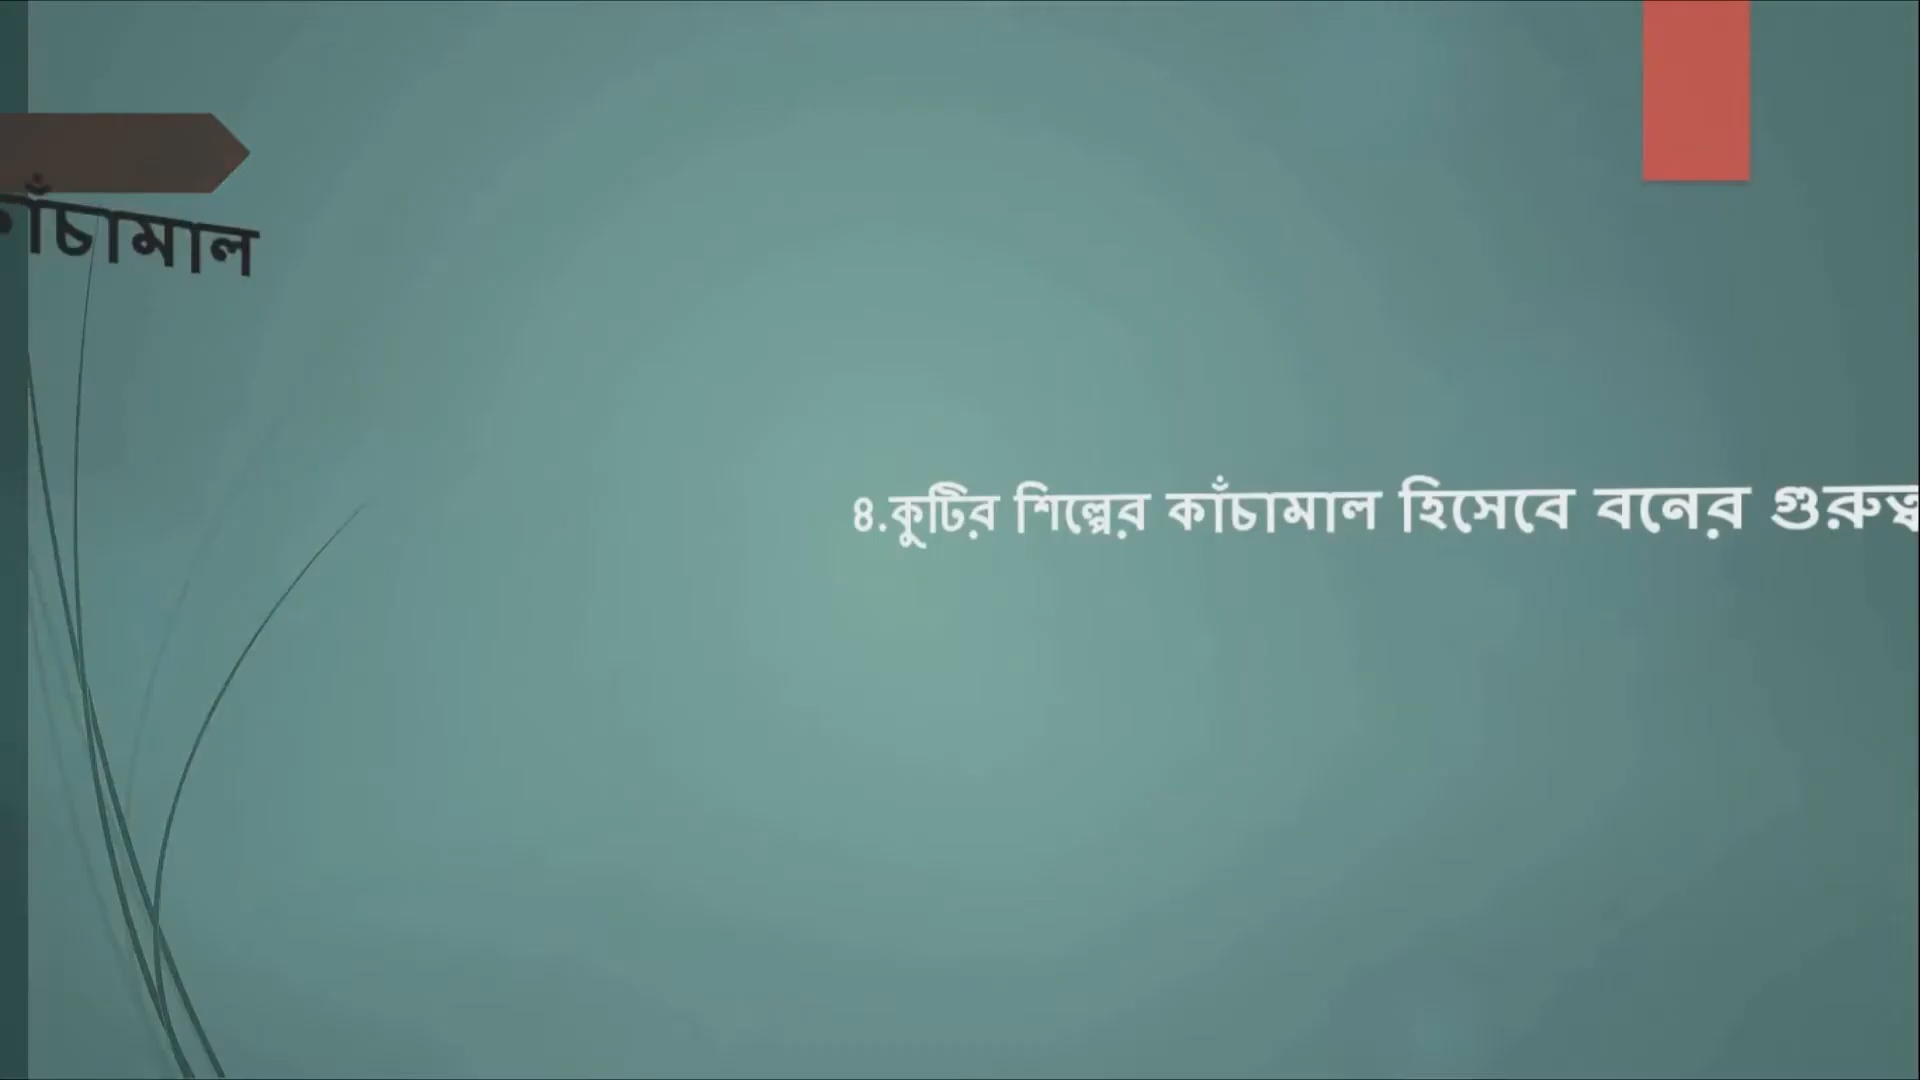 কাঁচামাল
৪.কুটির শিল্পের কাঁচামাল হিসেবে বনের গুরুত্ব